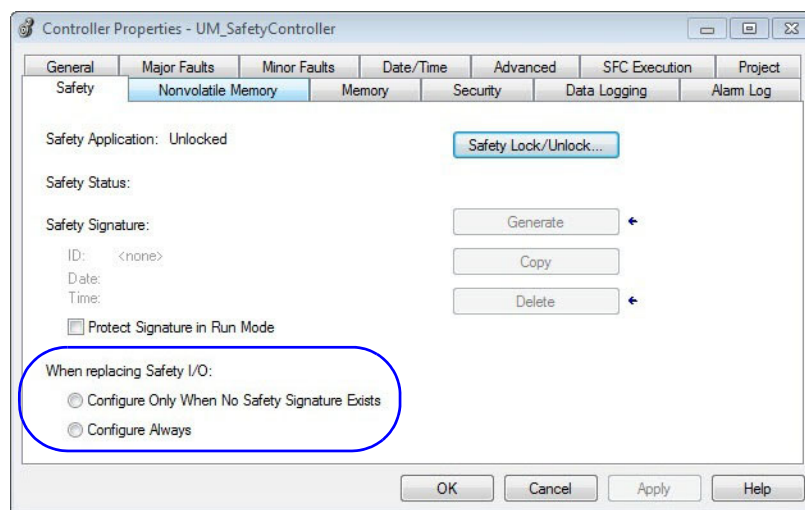 Controller Properties - UM_SafetyController
General Major Faults Minor Faults Date/Time Advanced SFC Execution Project
Safety Nonvolatile Memory Memory Security Data Logging Alarm Log
Safety Application: Unlocked
Safety Lock/Unlock...
Safety Status:
Safety Signature:
Generate
ID: <none>
Copy
Date:
Time:
Delete
Protect Signature in Run Mode
When replacing Safety I/O:
Configure Only When No Safety Signature Exists
Configure Always
OK Cancel Apply Help